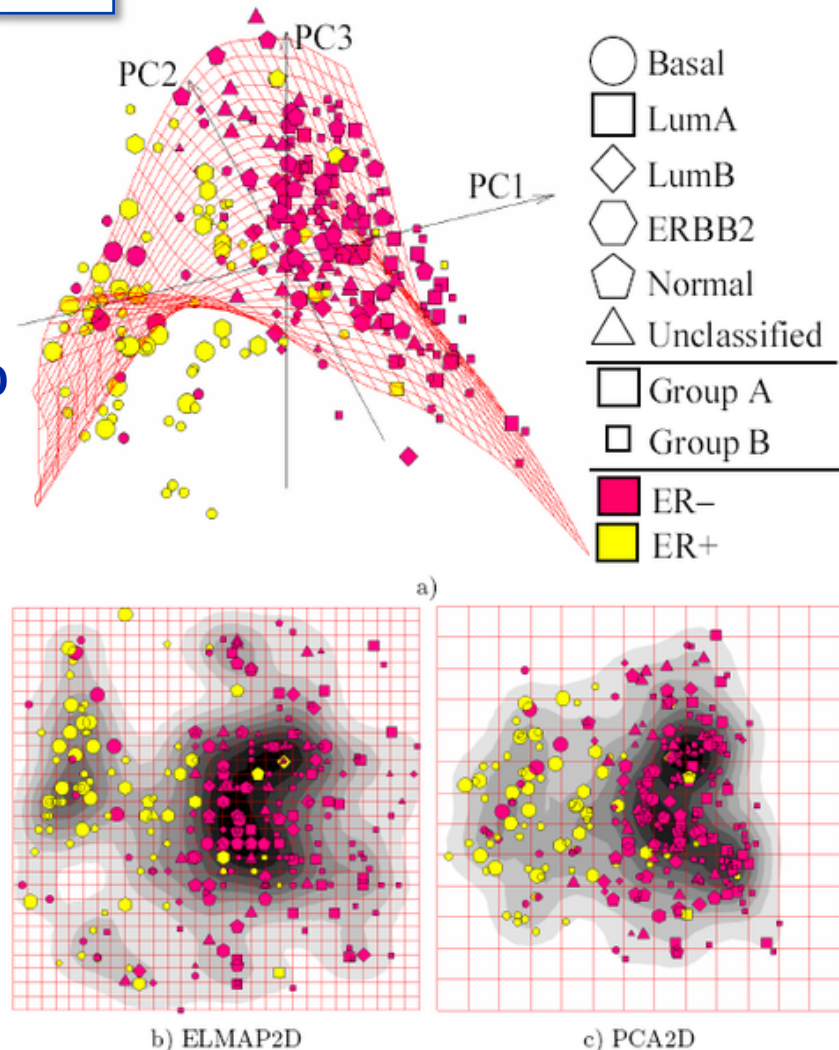 PC3
PC2
PC1
Basal
LumA
LumB
ERBB2
Normal
Unclassified
Group A
Group B
ER–
ER+
a)
b) ELMAP2D
c) PCA2D